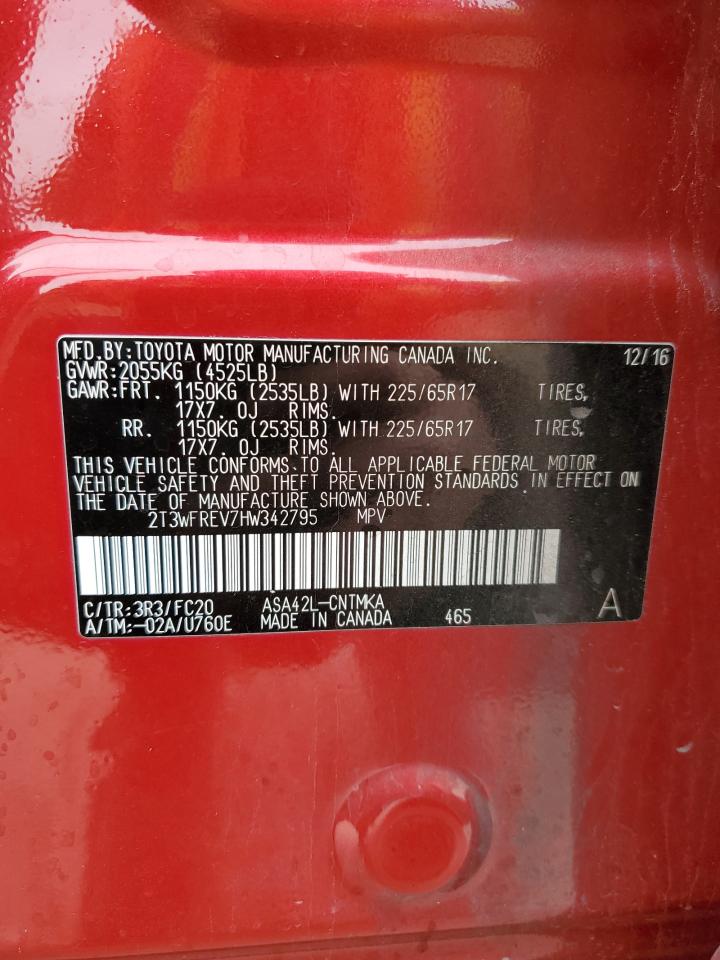 MFD.BY:TOYOTA MOTOR MANUFACTURING CANADA INC. 12/16
GVWR:2055KG (4525LB)
GAWR:FRT. 1150KG (2535LB) WITH 225/65R17 TIRES,
17X7. 0J RIMS.
RR. 1150KG (2535LB) WITH 225/65R17 TIRES,
17X7. 0J RIMS.
THIS VEHICLE CONFORMS TO ALL APPLICABLE FEDERAL MOTOR
VEHICLE SAFETY AND THEFT PREVENTION STANDARDS IN EFFECT ON
THE DATE OF MANUFACTURE SHOWN ABOVE.
2T3WFREV7HW342795 MPV
C/TR:3R3/FC20 ASA42L-CNTMKA A
A/TM:-02A/U760E MADE IN CANADA 465